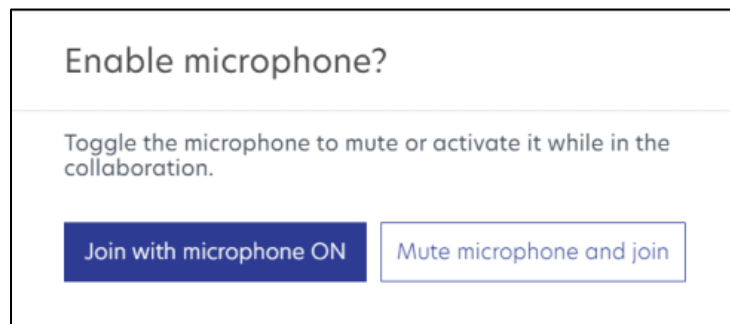 Enable microphone?
Toggle the microphone to mute or activate it while in the
collaboration.
Join with microphone ON
Mute microphone and join